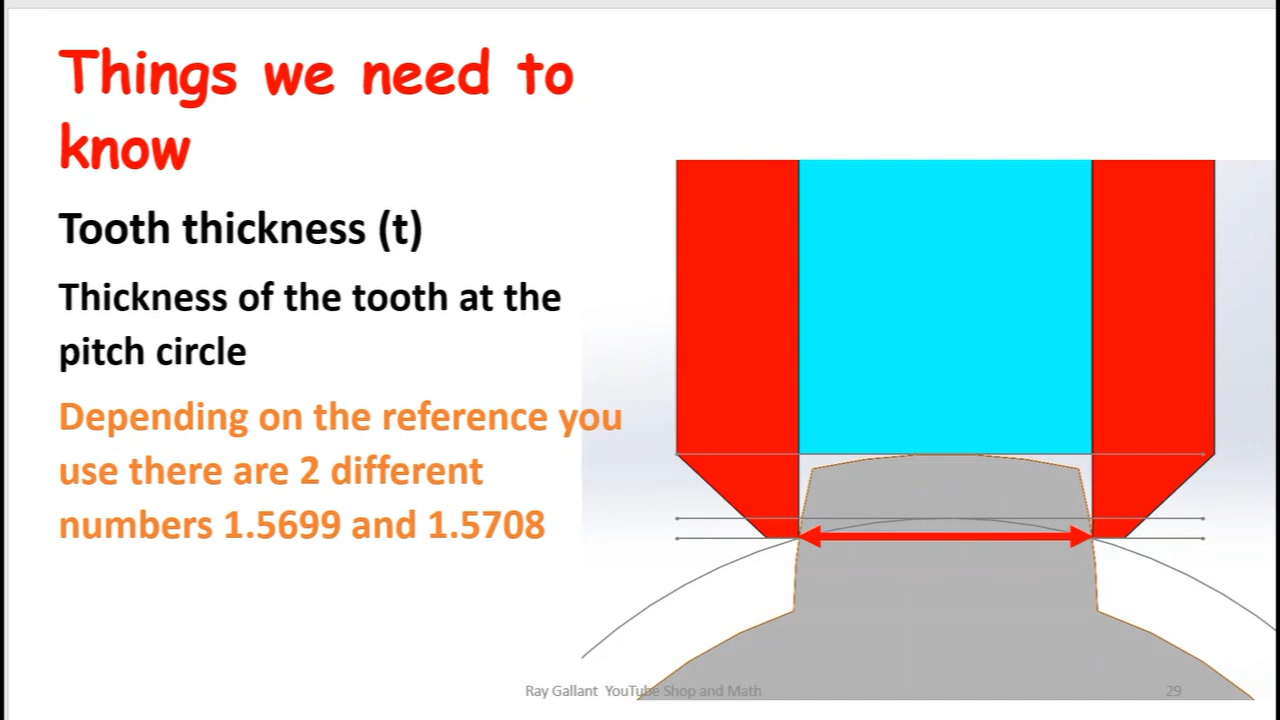 Things we need to
know
Tooth thickness (t)
Thickness of the tooth at the
pitch circle
Depending on the reference you
use there are 2 different
numbers 1.5699 and 1.5708
Ray Gallant YouTube Shop and Math
29